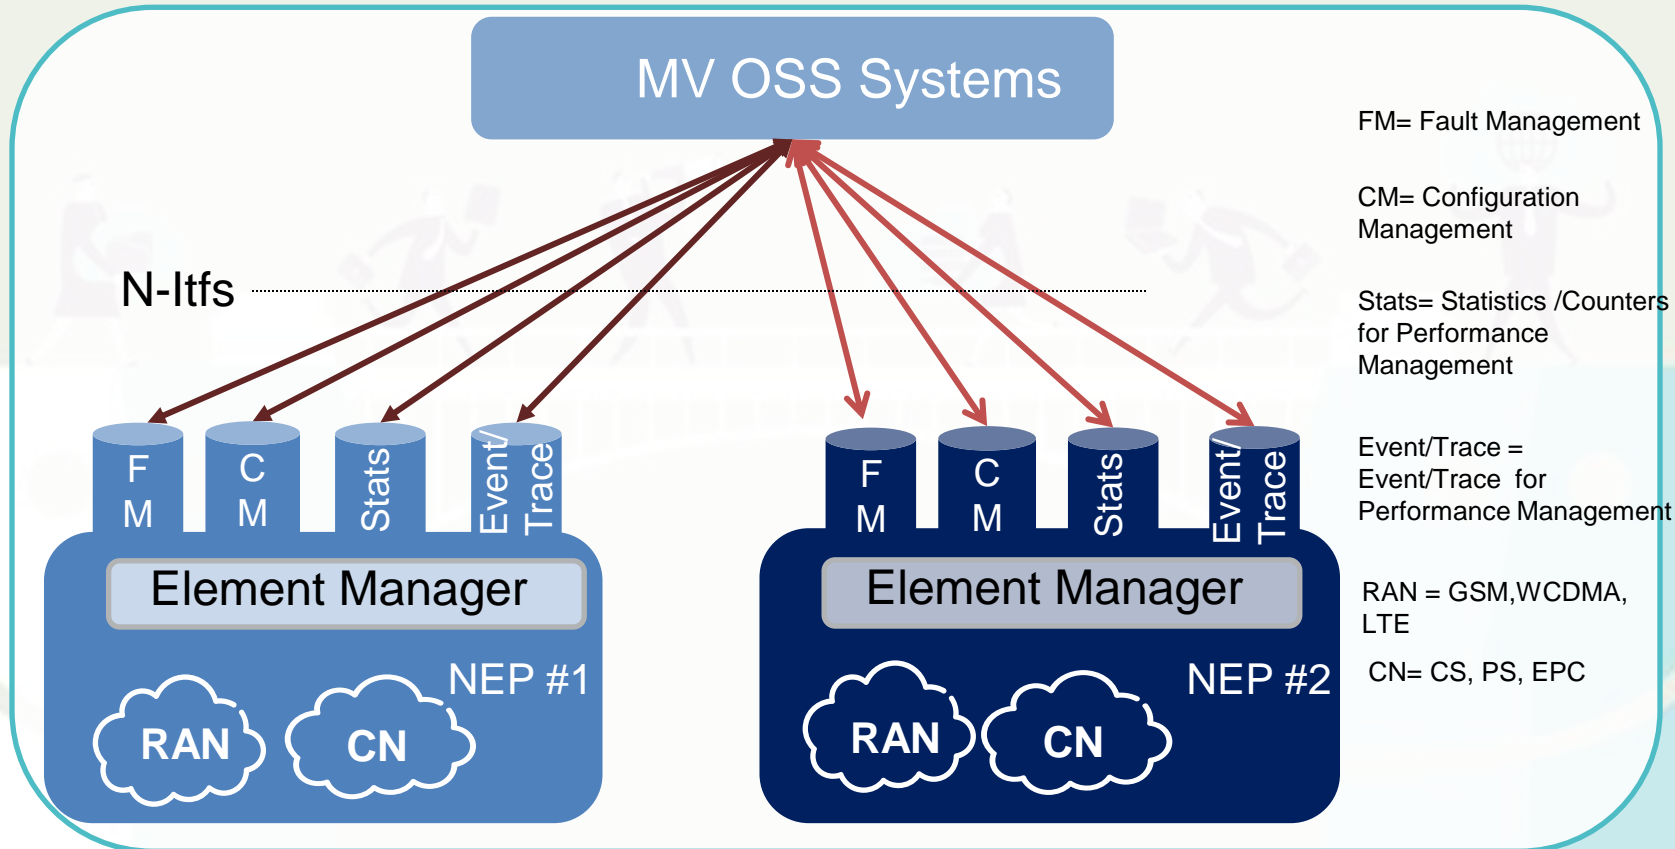 MV OSS Systems
FM= Fault Management
CM= Configuration
Management
N-Itfs
Stats= Statistics /Counters
for Performance
Management
F
M
C
M
Stats
Event/
Trace
F
M
C
M
Stats
Event/
Trace
Event/Trace =
Event/Trace for
Performance Management
Element Manager
Element Manager
RAN = GSM,WCDMA,
LTE
NEP #1
NEP #2
CN= CS, PS, EPC
RAN
CN
RAN
CN